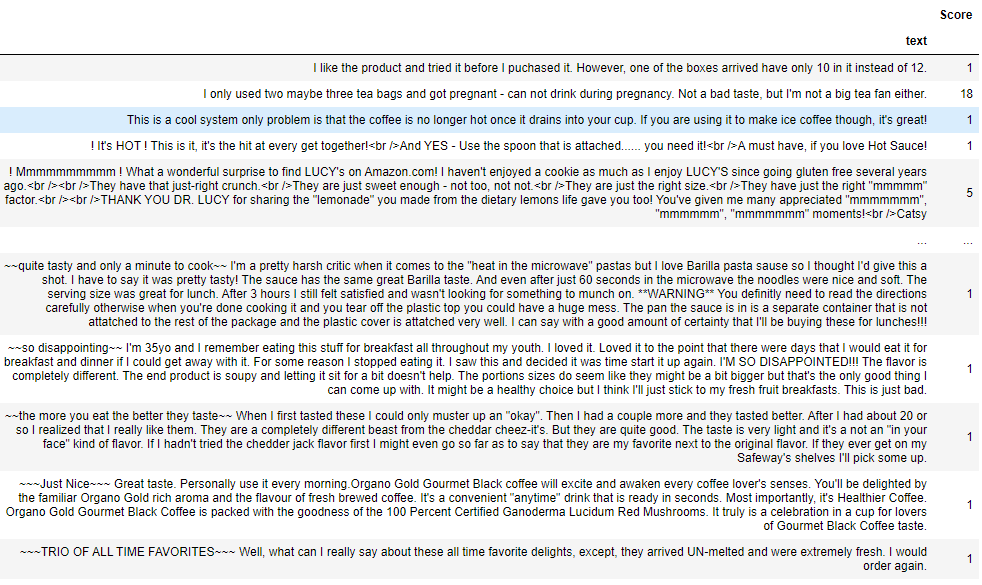 Score
text
I like the product and tried it before I puchased it. However, one of the boxes arrived have only 10 in it instead of 12. 1
I only used two maybe three tea bags and got pregnant - can not drink during pregnancy. Not a bad taste, but I'm not a big tea fan either. 18
This is a cool system only problem is that the coffee is no longer hot once it drains into your cup. If you are using it to make ice coffee though, it's great! 1
! It's HOT ! This is it, it's the hit at every get together!<br />And YES - Use the spoon that is attached...... you need it!<br />A must have, if you love Hot Sauce! 1
! Mmmmmmmmmm ! What a wonderful surprise to find LUCY's on Amazon.com! I haven't enjoyed a cookie as much as I enjoy LUCY'S since going gluten free several years
ago.<br /><br />They have that just-right crunch.<br />They are just sweet enough - not too, not not.<br />They are just the right size.<br />They have just the right "mmmmm"
factor.<br /><br />THANK YOU DR. LUCY for sharing the "lemonade" you made from the dietary lemons life gave you too! You've given me many appreciated "mmmmmmm", 5
"mmmmmm", "mmmmmmm" moments!<br />Catsy
... ...
~~quite tasty and only a minute to cook~~ I'm a pretty harsh critic when it comes to the "heat in the microwave" pastas but I love Barilla pasta sause so I thought I'd give this a
shot. I have to say it was pretty tasty! The sauce has the same great Barilla taste. And even after just 60 seconds in the microwave the noodles were nice and soft. The
serving size was great for lunch. After 3 hours I still felt satisfied and wasn't looking for something to munch on. **WARNING** You definitly need to read the directions 1
carefully otherwise when you're done cooking it and you tear off the plastic top you could have a huge mess. The pan the sauce is in is a separate container that is not
attatched to the rest of the package and the plastic cover is attatched very well. I can say with a good amount of certainty that I'll be buying these for lunches!!!
~~so disappointing~~ I'm 35yo and I remember eating this stuff for breakfast all throughout my youth. I loved it. Loved it to the point that there were days that I would eat it for
breakfast and dinner if I could get away with it. For some reason I stopped eating it. I saw this and decided it was time start it up again. I'M SO DISAPPOINTED!!! The flavor is
completely different. The end product is soupy and letting it sit for a bit doesn't help. The portions sizes do seem like they might be a bit bigger but that's the only good thing I 1
can come up with. It might be a healthy choice but I think I'll just stick to my fresh fruit breakfasts. This is just bad.
~~the more you eat the better they taste~~ When I first tasted these I could only muster up an "okay". Then I had a couple more and they tasted better. After I had about 20 or
so I realized that I really like them. They are a completely different beast from the cheddar cheez-it's. But they are quite good. The taste is very light and it's a not an "in your
face" kind of flavor. If I hadn't tried the chedder jack flavor first I might even go so far as to say that they are my favorite next to the original flavor. If they ever get on my 1
Safeway's shelves I'll pick some up.
~~~Just Nice~~~ Great taste. Personally use it every morning.Organo Gold Gourmet Black coffee will excite and awaken every coffee lover's senses. You'll be delighted by
the familiar Organo Gold rich aroma and the flavour of fresh brewed coffee. It's a convenient "anytime" drink that is ready in seconds. Most importantly, it's Healthier Coffee.
Organo Gold Gourmet Black Coffee is packed with the goodness of the 100 Percent Certified Ganoderma Lucidum Red Mushrooms. It truly is a celebration in a cup for lovers 1
of Gourmet Black Coffee taste.
~~~TRIO OF ALL TIME FAVORITES~~~ Well, what can I really say about these all time favorite delights, except, they arrived UN-melted and were extremely fresh. I would 1
order again.